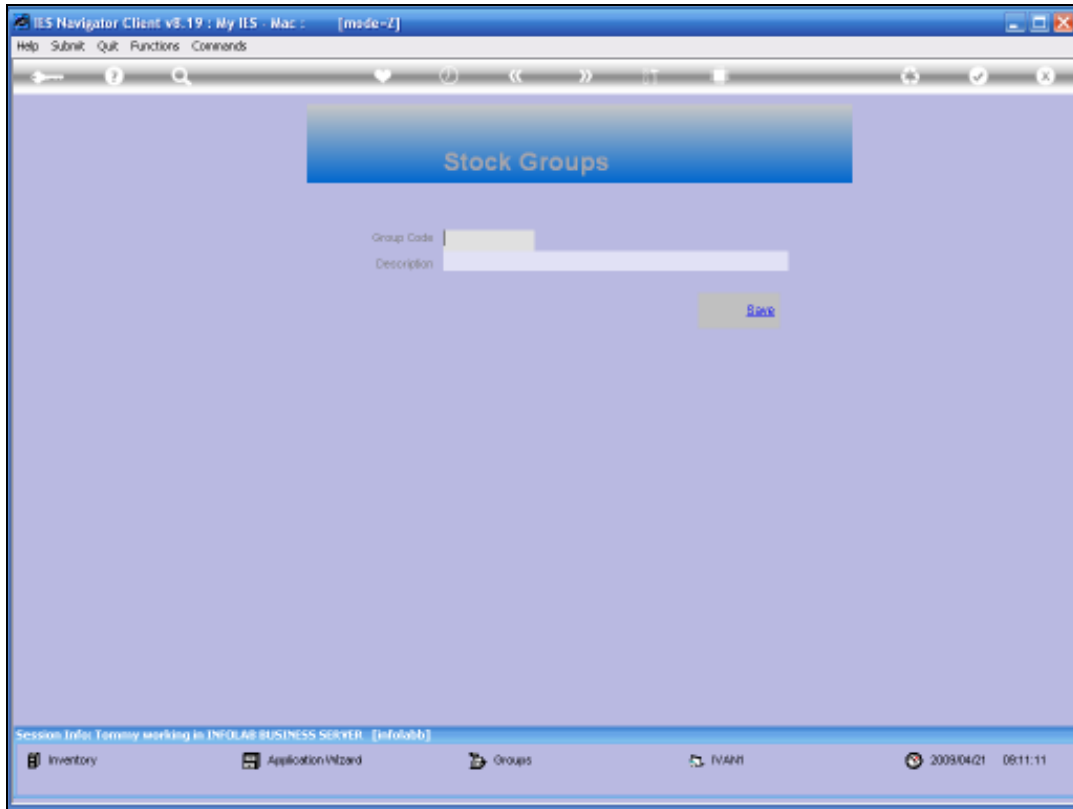 IES Navigator Client v8.19 : My IES - Mac : [mode=Z]
Help Submit Quit Functions Commands
Stock Groups
Group Code
Description
Save
Session Info: Tommy working in INFOLAB BUSINESS SERVER [infolabb]
Inventory Application Wizard Groups 2009/04/21 09:11:11